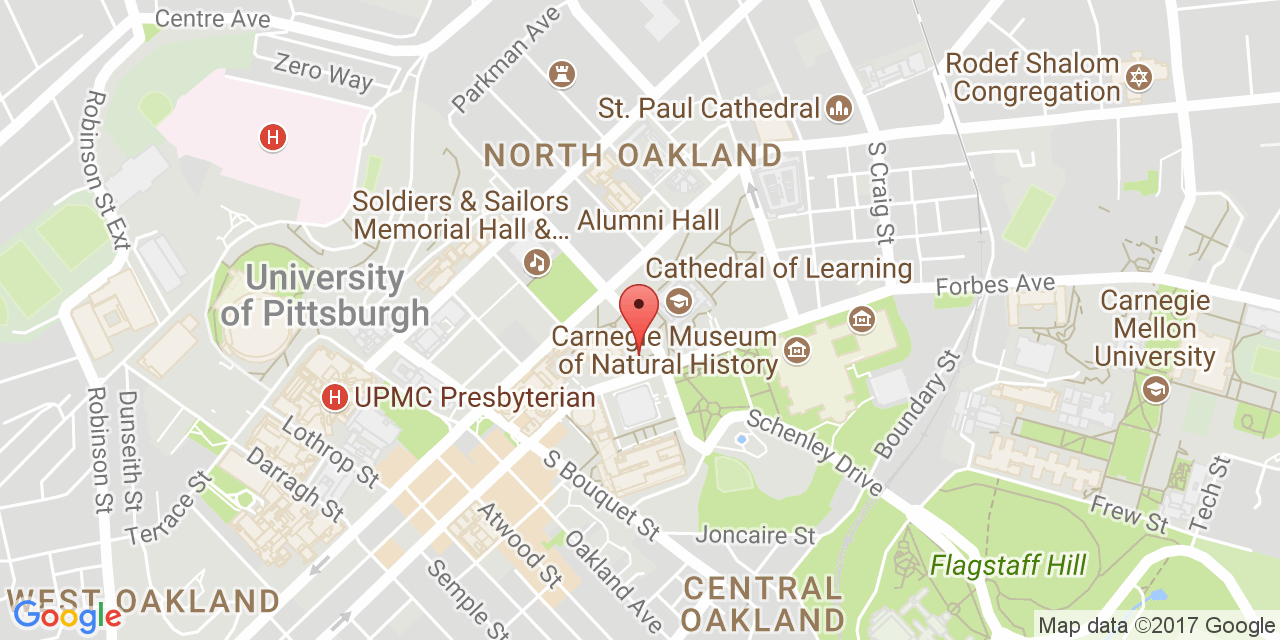 Centre Ave
Zero Way
Parkman Ave
Robinson St Ext
H
St. Paul Cathedral
Rodef Shalom
Congregation
NORTH OAKLAND
S Craig St
Soldiers & Sailors
Memorial Hall &...
Alumni Hall
University
of Pittsburgh
Cathedral of Learning
Forbes Ave
Carnegie Museum
of Natural History
Carnegie
Mellon
University
H
UPMC Presbyterian
Boundary St
Schenley Drive
Robinson St
Dunseith St
Lothrop St
Darragh St
Terrace St
S Bouquet St
Atwood St
Semple St
Oakland Ave
Joncaire St
Frew St
Tech St
Flagstaff Hill
WEST OAKLAND
CENTRAL
OAKLAND
Google
Map data ©2017 Google